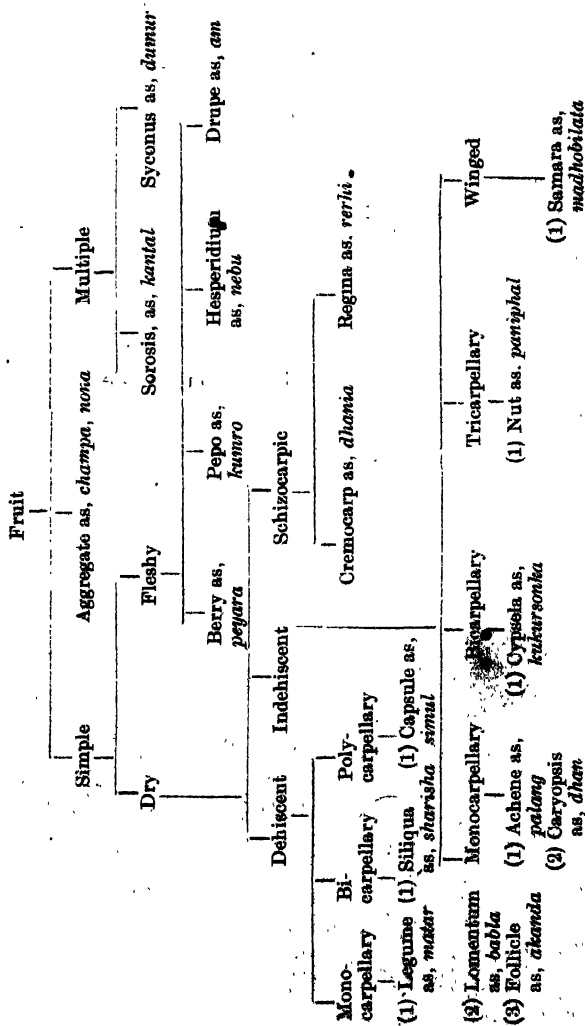 Fruit
Simple
Aggregate as, champa, nona
Multiple
Sorosis, as, kantal
Syconus as, dumur
Dry
Fleshy
Berry as,
peyara
Pepo as,
kumro
Hesperidium
as, nebu
Drupe as, am
Dehiscent
Indehiscent
Schizocarpic
Cremocarp as, dhania
Regma as. rerhi
Mono-
carpellary
(1) Legume
as, matar
(2) Lomentum
as, babla
(3) Follicle
as, akanda
Bi-
carpellary
(1) Siliqua
as, sharisha
Poly-
carpellary
(1) Capsule as,
simul
Monocarpellary
(1) Achene as,
palang
(2) Caryopsis
as, dhan
Bicarpellary
(1) Cypsela as,
kukursonka
Tricarpellary
(1) Nut as. paniphal
Winged
(1) Samara as,
madhobilata